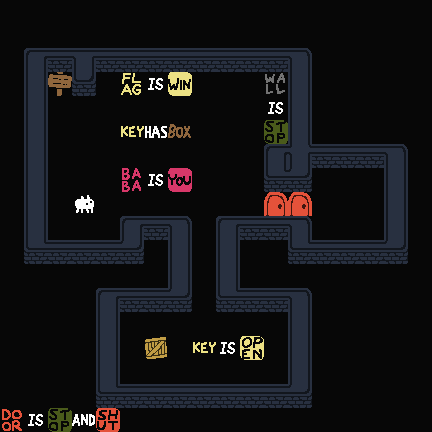 FLAG IS WIN
WALL
IS
STOP
KEY HAS BOX
BABA IS YOU
KEY IS OPEN
DOOR IS STOP AND SHUT